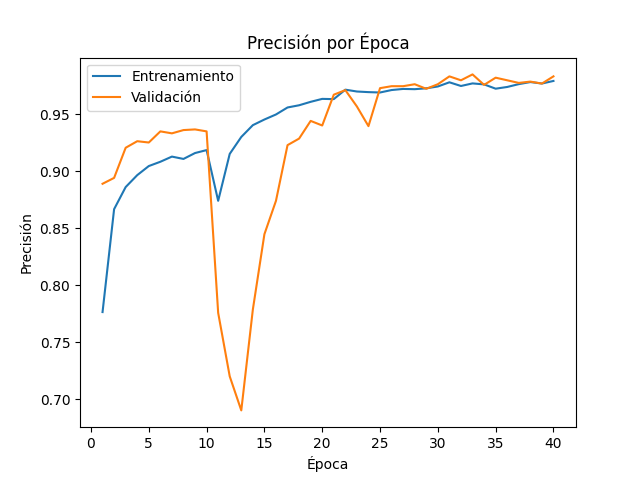 Precisión por Época
Entrenamiento
Validación
Precisión
0.95
0.90
0.85
0.80
0.75
0.70
0 5 10 15 20 25 30 35 40
Época